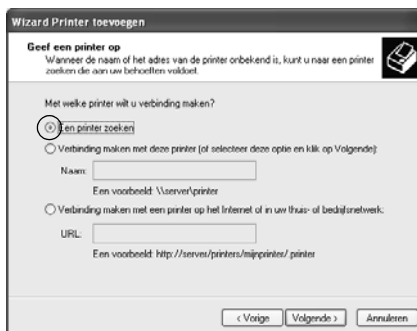 Wizard Printer toevoegen
Geef een printer op
Wanneer de naam of het adres van de printer onbekend is, kunt u naar een printer
zoeken die aan uw behoeften voldoet.
Met welke printer wilt u verbinding maken?
Een printer zoeken
Verbinding maken met deze printer (of selecteer deze optie en klik op Volgende):
Naam:
Een voorbeeld: \\server\printer
Verbinding maken met een printer op het Internet of in uw thuis- of bedrijfsnetwerk:
URL:
Een voorbeeld: http://server/printers/mijnprinter/.printer
< Vorige
Volgende >
Annuleren